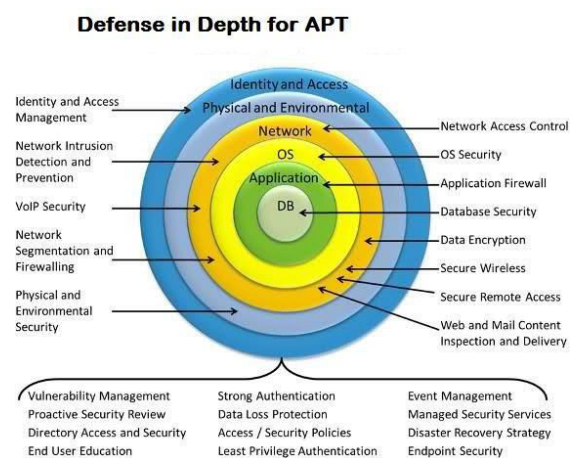 Defense in Depth for APT
Identity and Access
Physical and Environmental
Network
OS
Application
DB
Identity and Access
Management
Network Intrusion
Detection and
Prevention
VoIP Security
Network
Segmentation and
Firewalling
Physical and
Environmental
Security
Network Access Control
OS Security
Application Firewall
Database Security
Data Encryption
Secure Wireless
Secure Remote Access
Web and Mail Content
Inspection and Delivery
Vulnerability Management
Proactive Security Review
Directory Access and Security
End User Education
Strong Authentication
Data Loss Protection
Access / Security Policies
Least Privilege Authentication
Event Management
Managed Security Services
Disaster Recovery Strategy
Endpoint Security